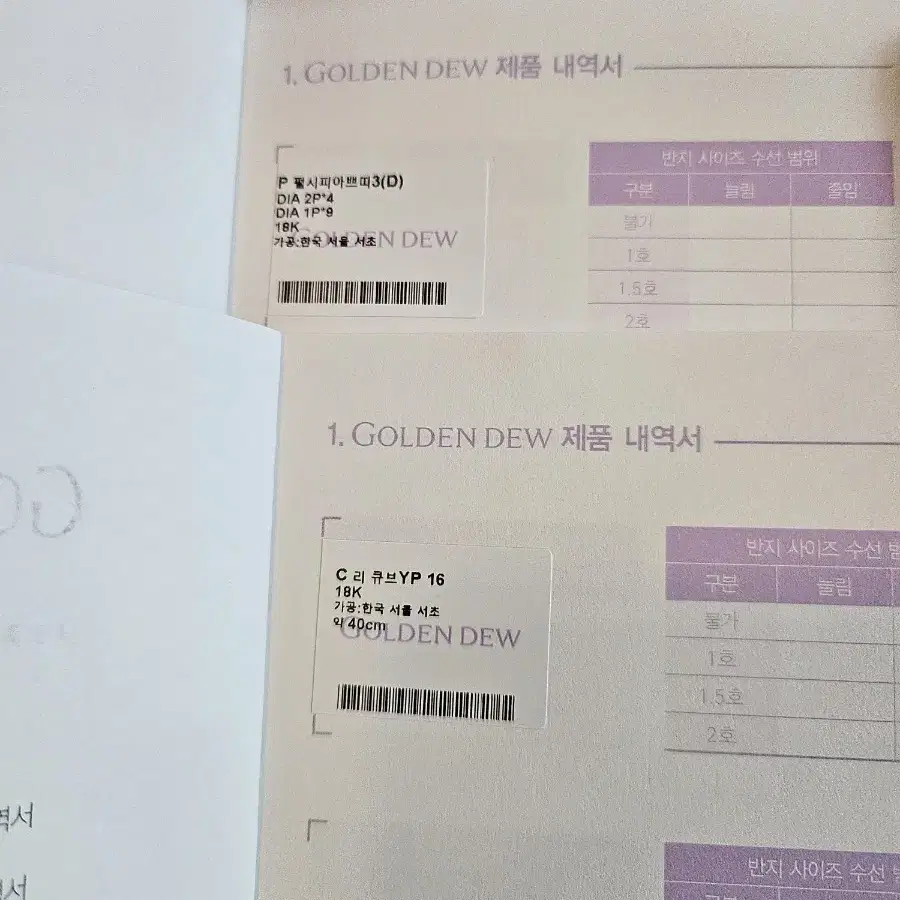 1. GOLDEN DEW 제품 내역서
P 팰시피아쁘띠3(D)
DIA 2P*4
DIA 1P*9
18K
가공:한국 서울 서초
GOLDEN DEW
반지 사이즈 수선 범위
구분 늘림 줄임
불가
1호
1.5호
2호
1. GOLDEN DEW 제품 내역서
C 리 큐브YP 16
18K
가공:한국 서울 서초
약 40cm
GOLDEN DEW
반지 사이즈 수선
구분 늘림
불가
1호
1.5호
2호
반지 사이즈 수선